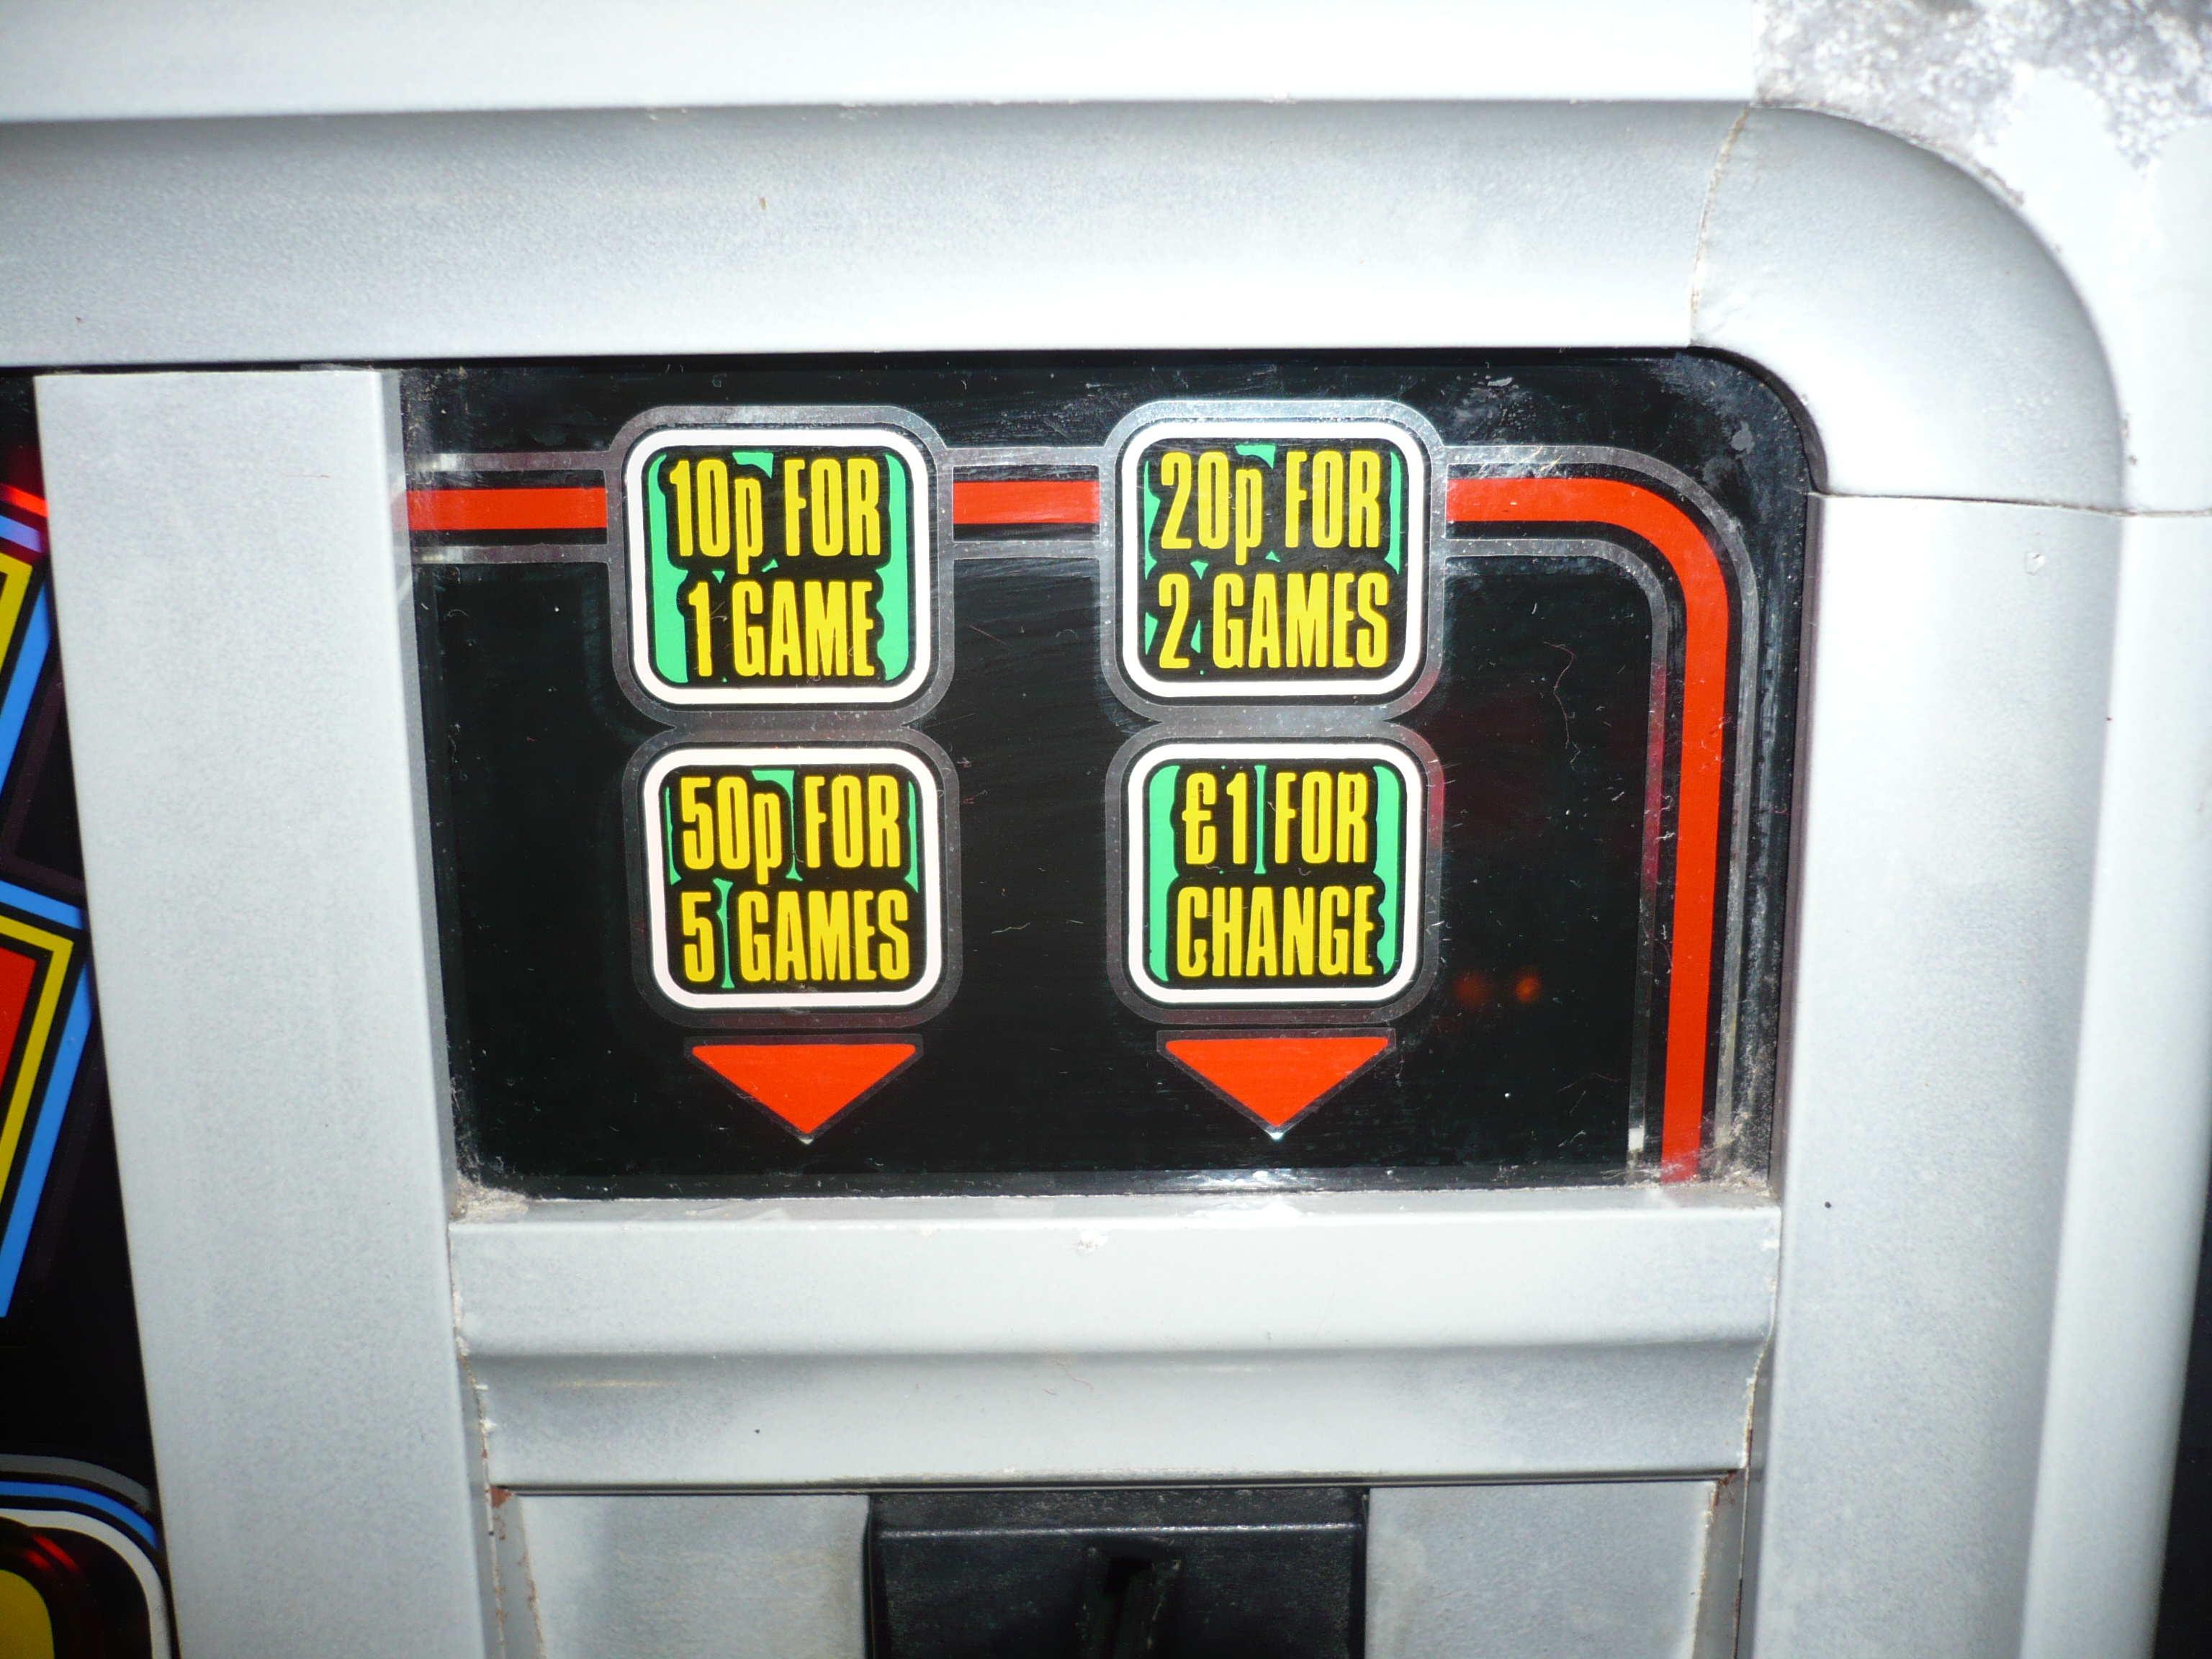 10p FOR
1 GAME
20p FOR
2 GAMES
50p FOR
5 GAMES
£1 FOR
CHANGE